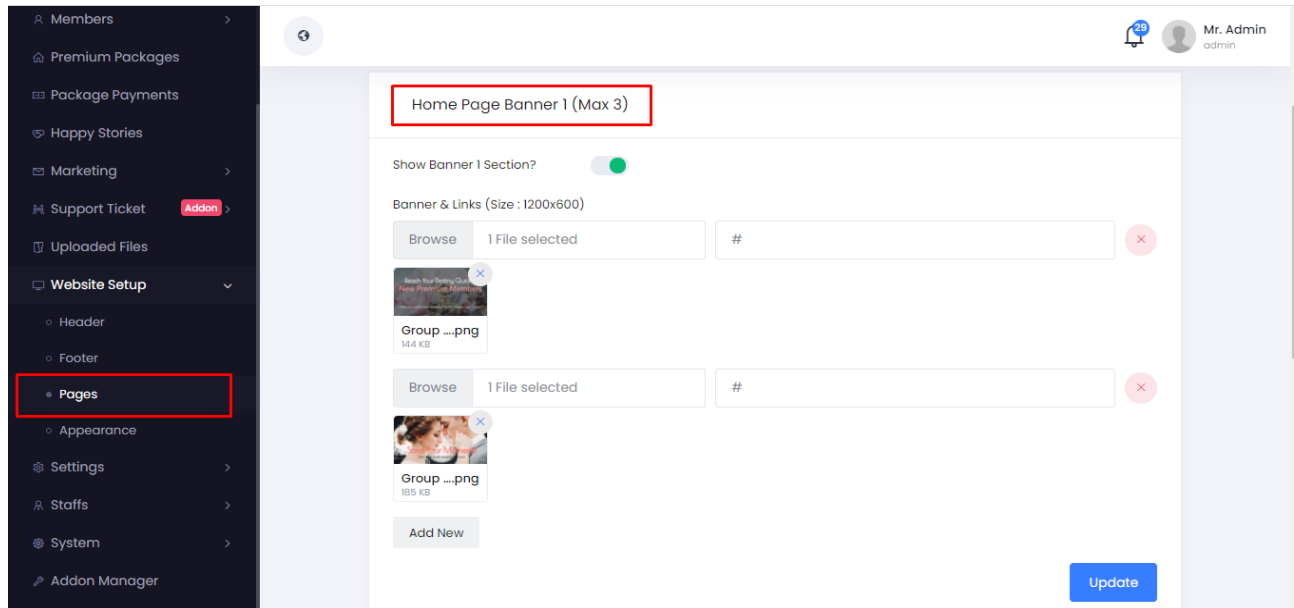 Members
Premium Packages
Package Payments
Happy Stories
Marketing
Support Ticket Addon
Uploaded Files
Website Setup
Header
Footer
Pages
Appearance
Settings
Staffs
System
Addon Manager
29
Mr. Admin
admin
Home Page Banner 1 (Max 3)
Show Banner 1 Section?
Banner & Links (Size : 1200x600)
Browse 1 File selected #
New Premium Members
Group ....png
144 KB
Browse 1 File selected #
Group ....png
185 KB
Add New
Update